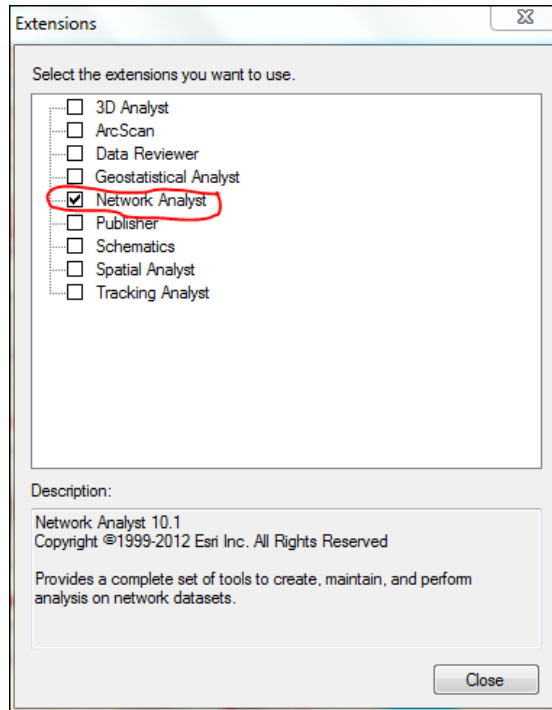 Extensions
Select the extensions you want to use.
3D Analyst
ArcScan
Data Reviewer
Geostatistical Analyst
Network Analyst
Publisher
Schematics
Spatial Analyst
Tracking Analyst
Description:
Network Analyst 10.1
Copyright ©1999-2012 Esri Inc. All Rights Reserved
Provides a complete set of tools to create, maintain, and perform
analysis on network datasets.
Close